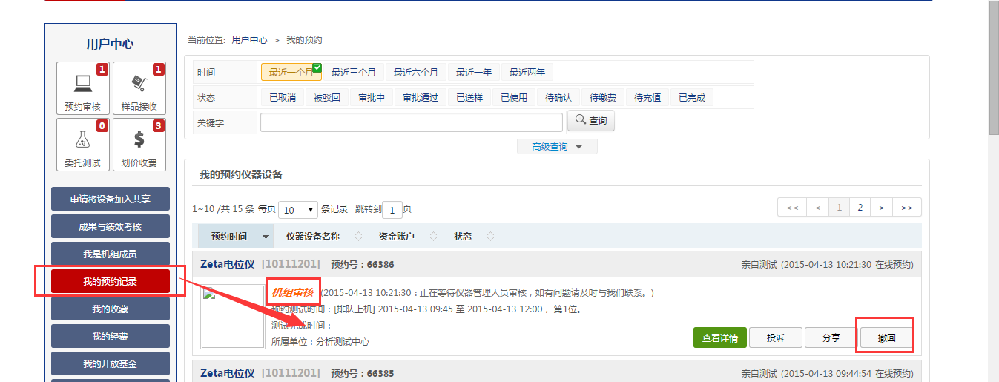 用户中心
1
预约审核
1
样品接收
0
委托测试
3
划价收费
申请将设备加入共享
成果与绩效考核
我是机组成员
我的预约记录
我的收藏
我的经费
我的开放基金
当前位置: 用户中心 > 我的预约
时间 最近一个月 最近三个月 最近六个月 最近一年 最近两年
状态 已取消 被驳回 审批中 审批通过 已送样 已使用 待确认 待缴费 待充值 已完成
关键字 查询
高级查询
我的预约仪器设备
1~10 /共 15 条 每页 10 条记录 跳转到 1 页 << < 1 2 > >>
预约时间 仪器设备名称 资金账户 状态
Zeta电位仪 [10111201] 预约号：66386 亲自测试 (2015-04-13 10:21:30 在线预约)
机组审核 (2015-04-13 10:21:30：正在等待仪器管理人员审核，如有问题请及时与我们联系。)
预约测试时间：[排队上机] 2015-04-13 09:45 至 2015-04-13 12:00 ，第1位。
测试完成时间：
所属单位：分析测试中心
查看详情 投诉 分享 撤回
Zeta电位仪 [10111201] 预约号：66385 亲自测试 (2015-04-13 09:44:54 在线预约)